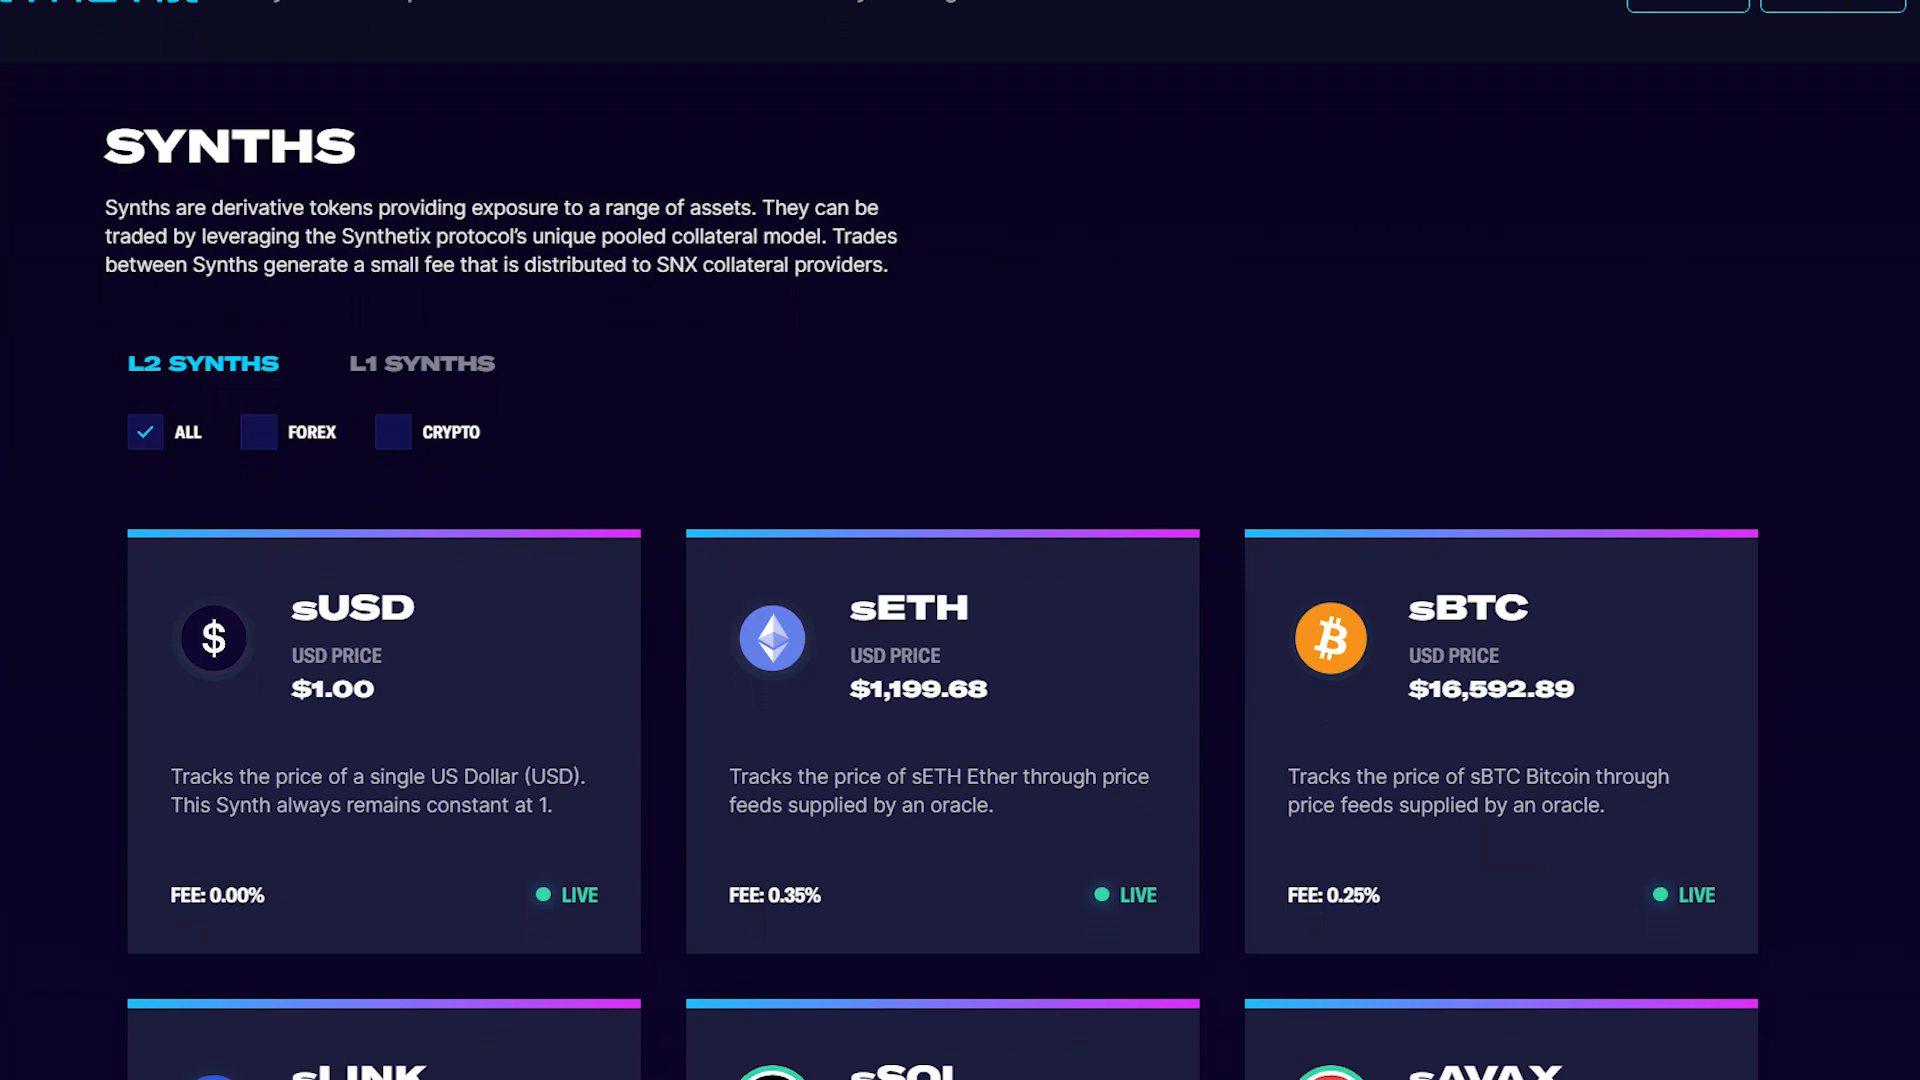 SYNTHS
Synths are derivative tokens providing exposure to a range of assets. They can be
traded by leveraging the Synthetix protocol's unique pooled collateral model. Trades
between Synths generate a small fee that is distributed to SNX collateral providers.
L2 SYNTHS L1 SYNTHS
ALL FOREX CRYPTO
sUSD
USD PRICE
$1.00
Tracks the price of a single US Dollar (USD).
This Synth always remains constant at 1.
FEE: 0.00% LIVE
sETH
USD PRICE
$1,199.68
Tracks the price of sETH Ether through price
feeds supplied by an oracle.
FEE: 0.35% LIVE
sBTC
USD PRICE
$16,592.89
Tracks the price of sBTC Bitcoin through
price feeds supplied by an oracle.
FEE: 0.25% LIVE
sLINK
sSOL
sAVAX